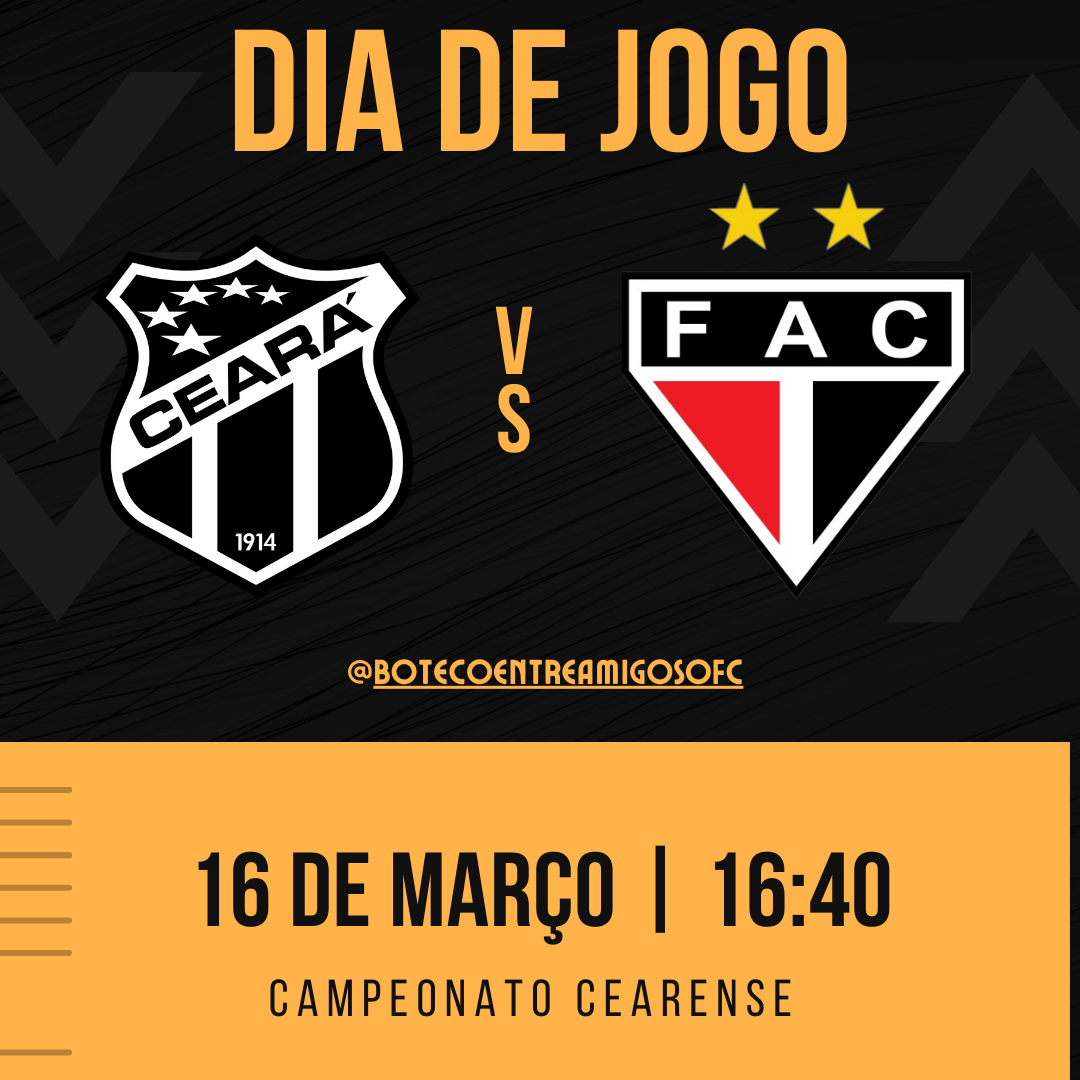 DIA DE JOGO
CEARÁ
1914
V
S
F A C
@BOTECOENTREAMIGOSOFC
16 DE MARÇO | 16:40
CAMPEONATO CEARENSE